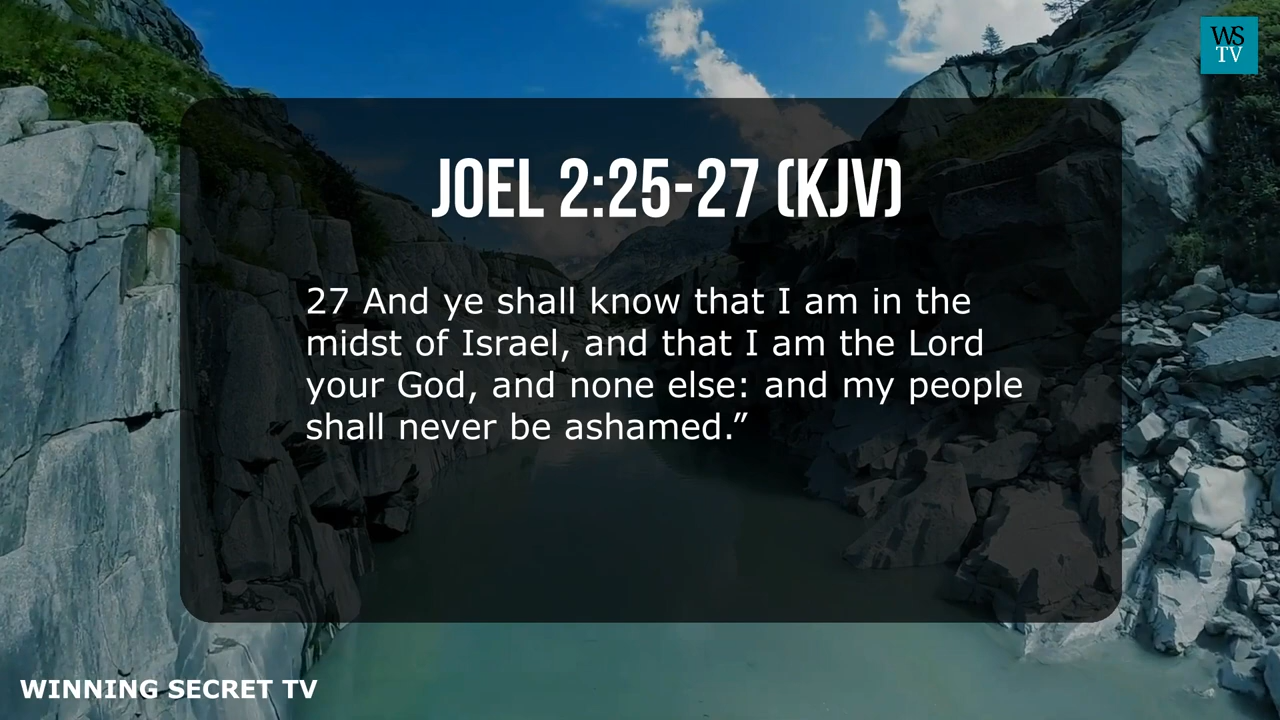 WS
TV
JOEL 2:25-27 (KJV)
27 And ye shall know that I am in the
midst of Israel, and that I am the Lord
your God, and none else: and my people
shall never be ashamed.”
WINNING SECRET TV